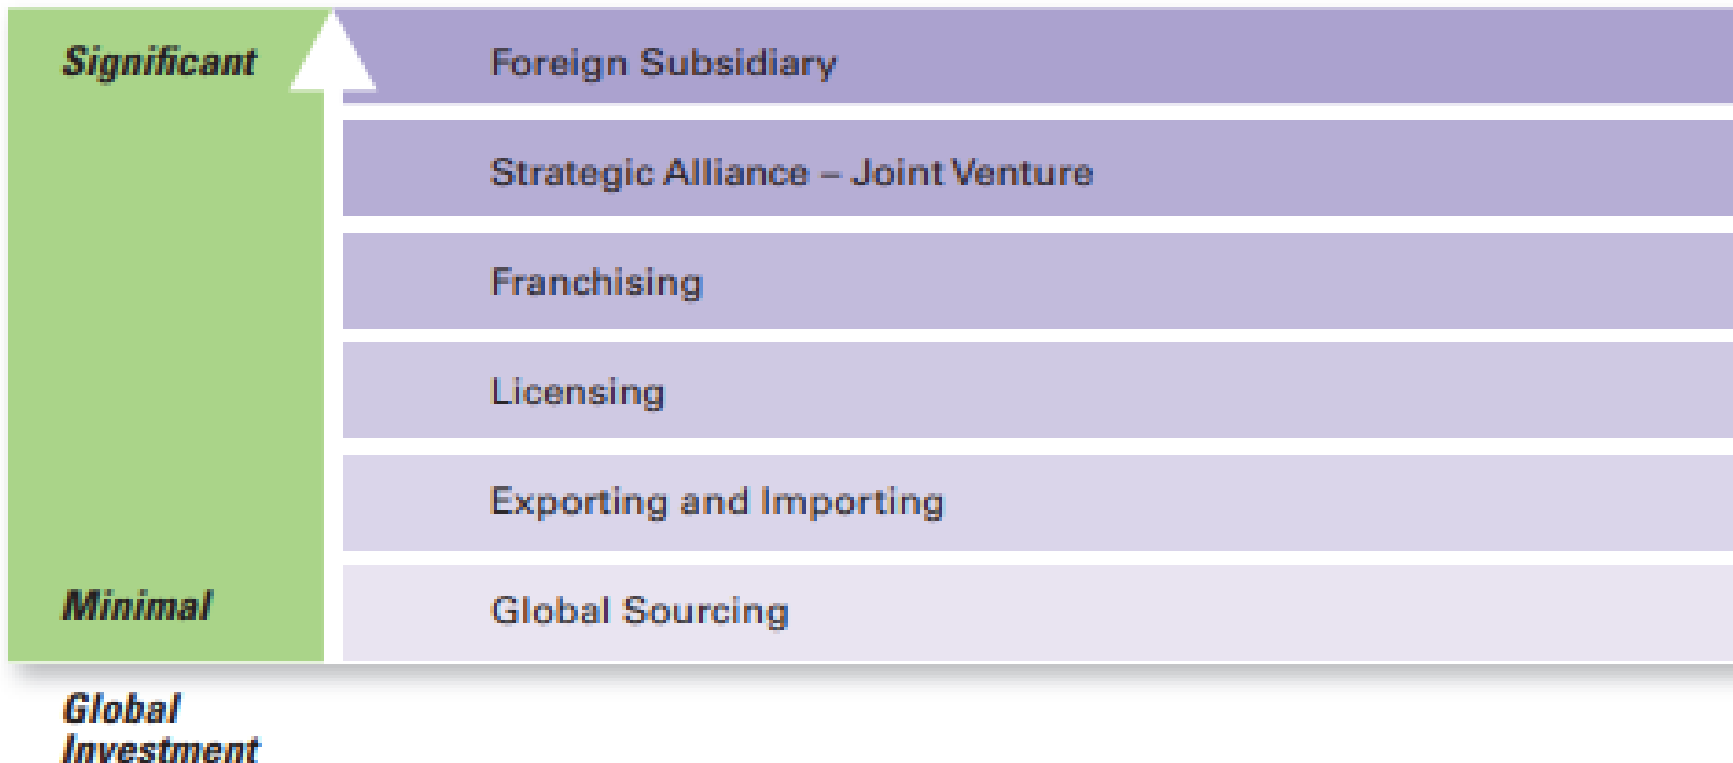 Significant
Foreign Subsidiary
Strategic Alliance – Joint Venture
Franchising
Licensing
Exporting and Importing
Minimal
Global Sourcing
Global
Investment